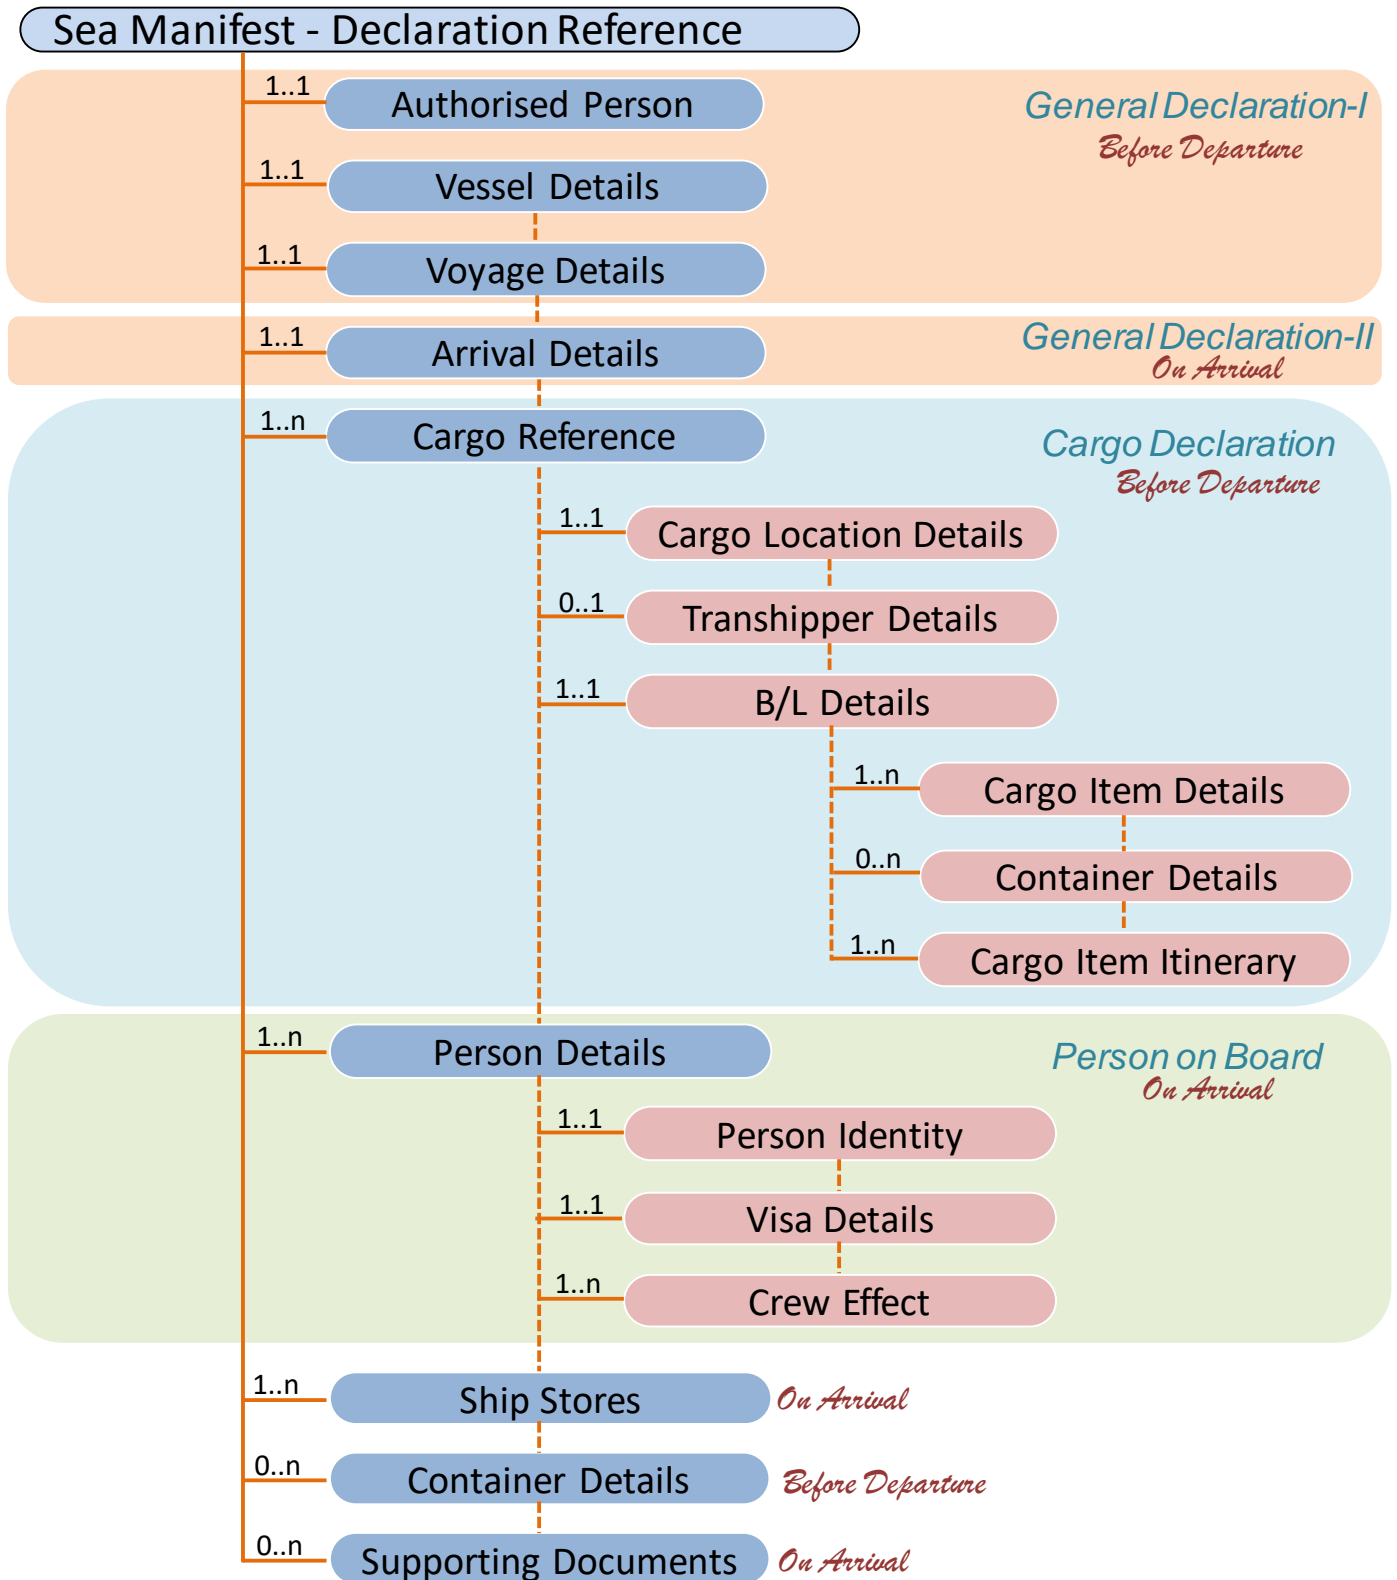 Sea Manifest - Declaration Reference
1..1
Authorised Person
General Declaration-I
Before Departure
1..1
Vessel Details
1..1
Voyage Details
1..1
Arrival Details
General Declaration-II
On Arrival
1..n
Cargo Reference
Cargo Declaration
Before Departure
1..1
Cargo Location Details
0..1
Transhipper Details
1..1
B/L Details
1..n
Cargo Item Details
0..n
Container Details
1..n
Cargo Item Itinerary
1..n
Person Details
Person on Board
On Arrival
1..1
Person Identity
1..1
Visa Details
1..n
Crew Effect
1..n
Ship Stores
On Arrival
0..n
Container Details
Before Departure
0..n
Supporting Documents
On Arrival